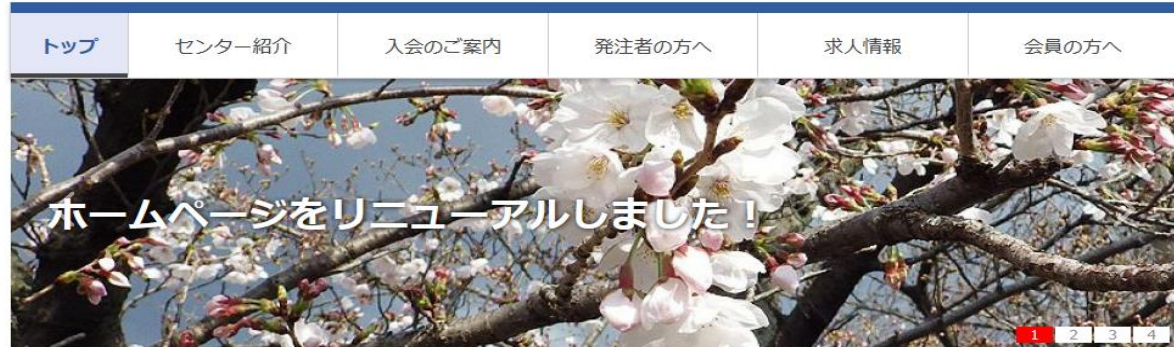 トップ センター紹介 入会のご案内 発注者の方へ 求人情報 会員の方へ
ホームページをリニューアルしました！
1 2 3 4